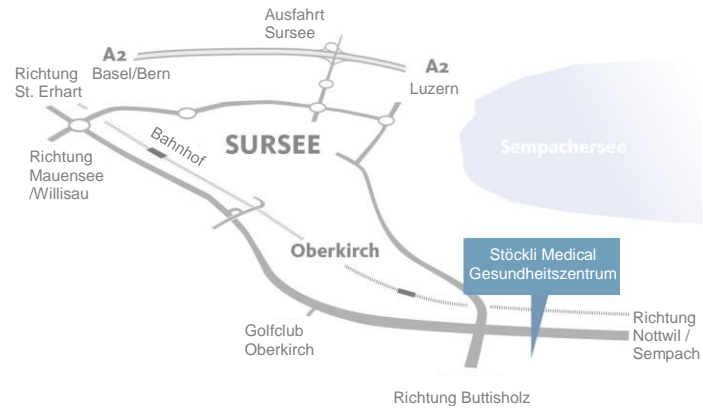 Ausfahrt
Sursee
A2
Basel/Bern
A2
Luzern
Richtung
St. Erhart
Bahnhof
SURSEE
Sempachersee
Richtung
Mauensee
/Willisau
Oberkirch
Stöckli Medical
Gesundheitszentrum
Golfclub
Oberkirch
Richtung
Nottwil /
Sempach
Richtung Buttisholz